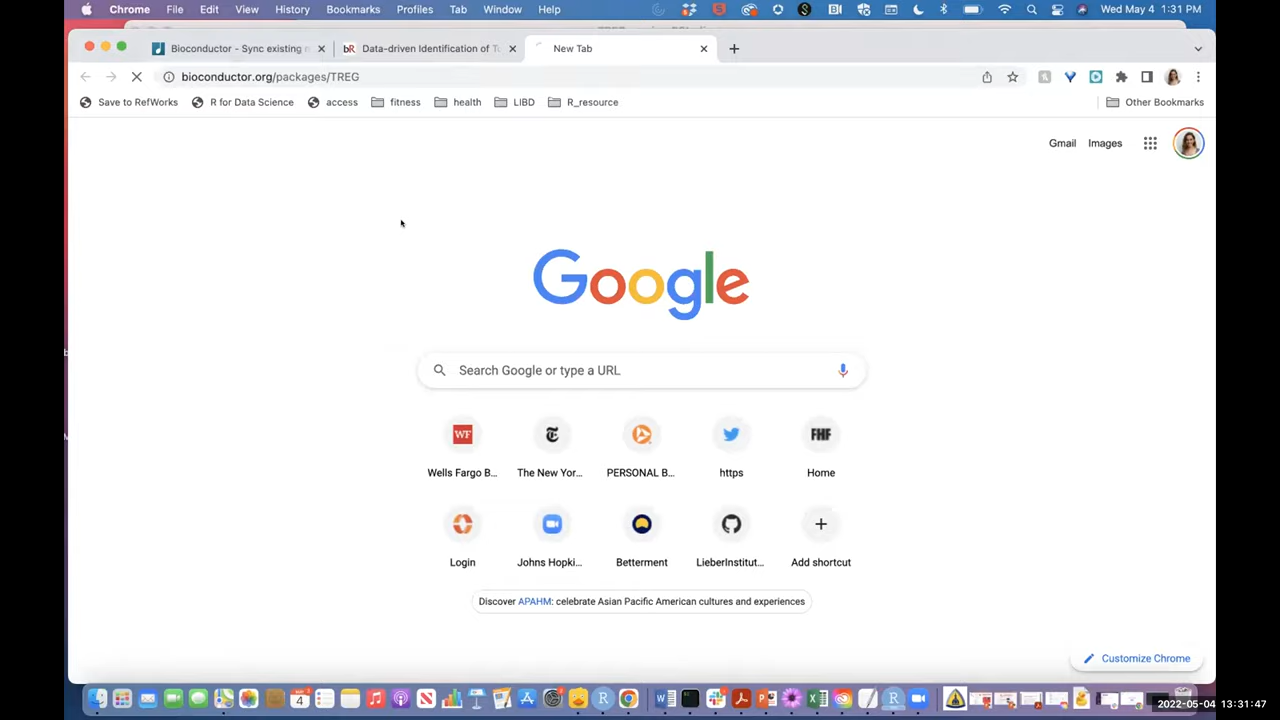 Chrome File Edit View History Bookmarks Profiles Tab Window Help Wed May 4 1:31 PM
Bioconductor - Sync existing bR Data-driven Identification of New Tab
bioconductor.org/packages/TREG
Save to RefWorks R for Data Science access fitness health LIBD R_resource Other Bookmarks
Gmail Images
Google
Search Google or type a URL
WF FHF
Wells Fargo B... The New Yor... PERSONAL B... https Home
Login Johns Hopki... Betterment LieberInstitut... Add shortcut
Discover APAHM: celebrate Asian Pacific American cultures and experiences
Customize Chrome
2022-05-04 13:31:47